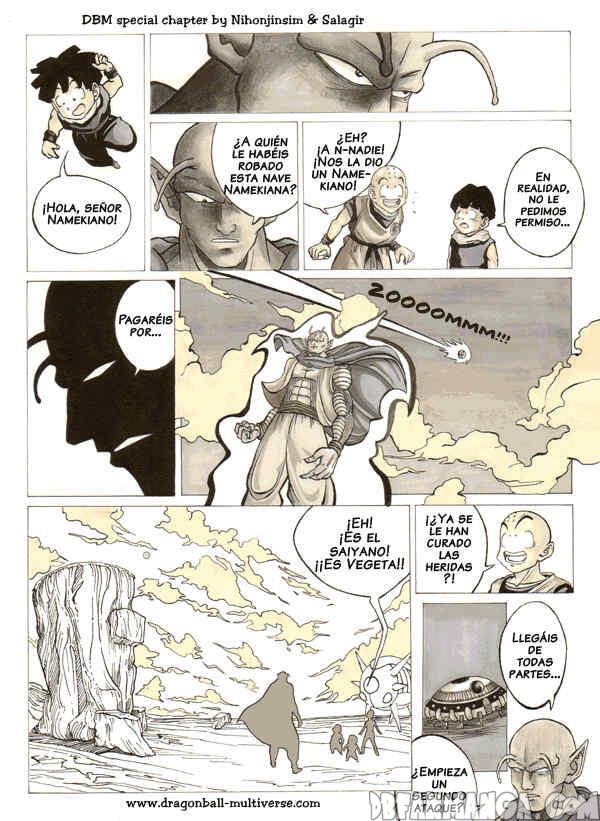 DBM special chapter by Nihonjinsim & Salagir
¡HOLA, SEÑOR
NAMEKIANO!
¿A QUIÉN
LE HABÉIS
ROBADO
ESTA NAVE
NAMEKIANA?
¿EH?
¡A N-NADIE!
¡NOS LA DIO
UN NAME-
KIANO!
EN
REALIDAD,
NO LE
PEDIMOS
PERMISO...
PAGARÉIS
POR...
ZOOOOMMM!!!
¡EH!
¡ES EL
SAIYANO!
¡¡ES VEGETA!!
¡¿YA SE
LE HAN
CURADO
LAS
HERIDAS
?!
LLEGÁIS
DE
TODAS
PARTES...
¿EMPIEZA
UN
SEGUNDO
ATAQUE?
www.dragonball-multiverse.com